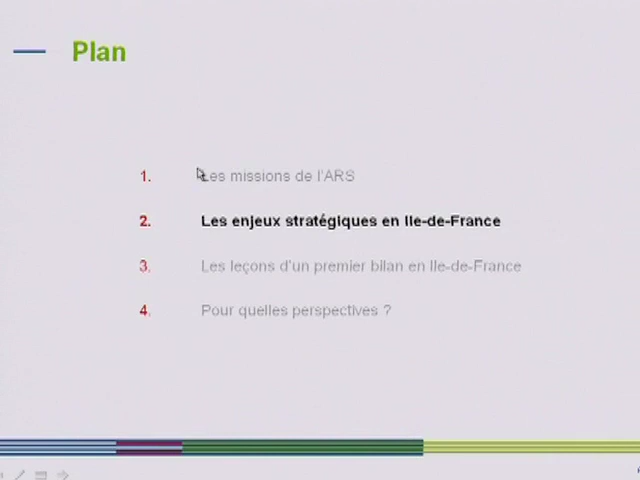 Plan
1. Les missions de l'ARS
2. Les enjeux stratégiques en Ile-de-France
3. Les leçons d'un premier bilan en Ile-de-France
4. Pour quelles perspectives ?